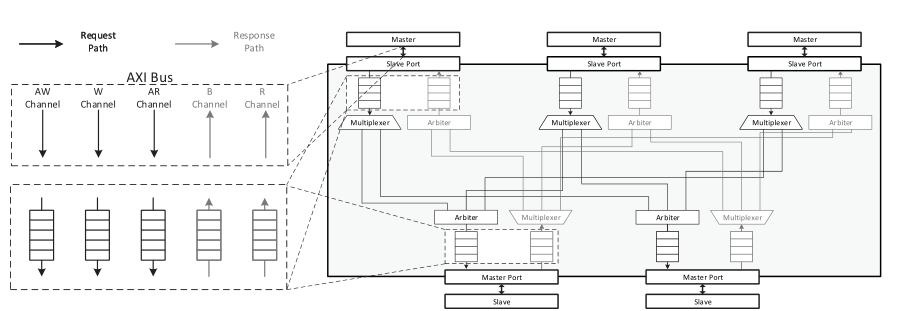 Request
Path
Response
Path
AXI Bus
AW
Channel
W
Channel
AR
Channel
B
Channel
R
Channel
Master
Master
Master
Slave Port
Slave Port
Slave Port
Multiplexer
Arbiter
Multiplexer
Arbiter
Multiplexer
Arbiter
Arbiter
Multiplexer
Arbiter
Multiplexer
Master Port
Master Port
Slave
Slave